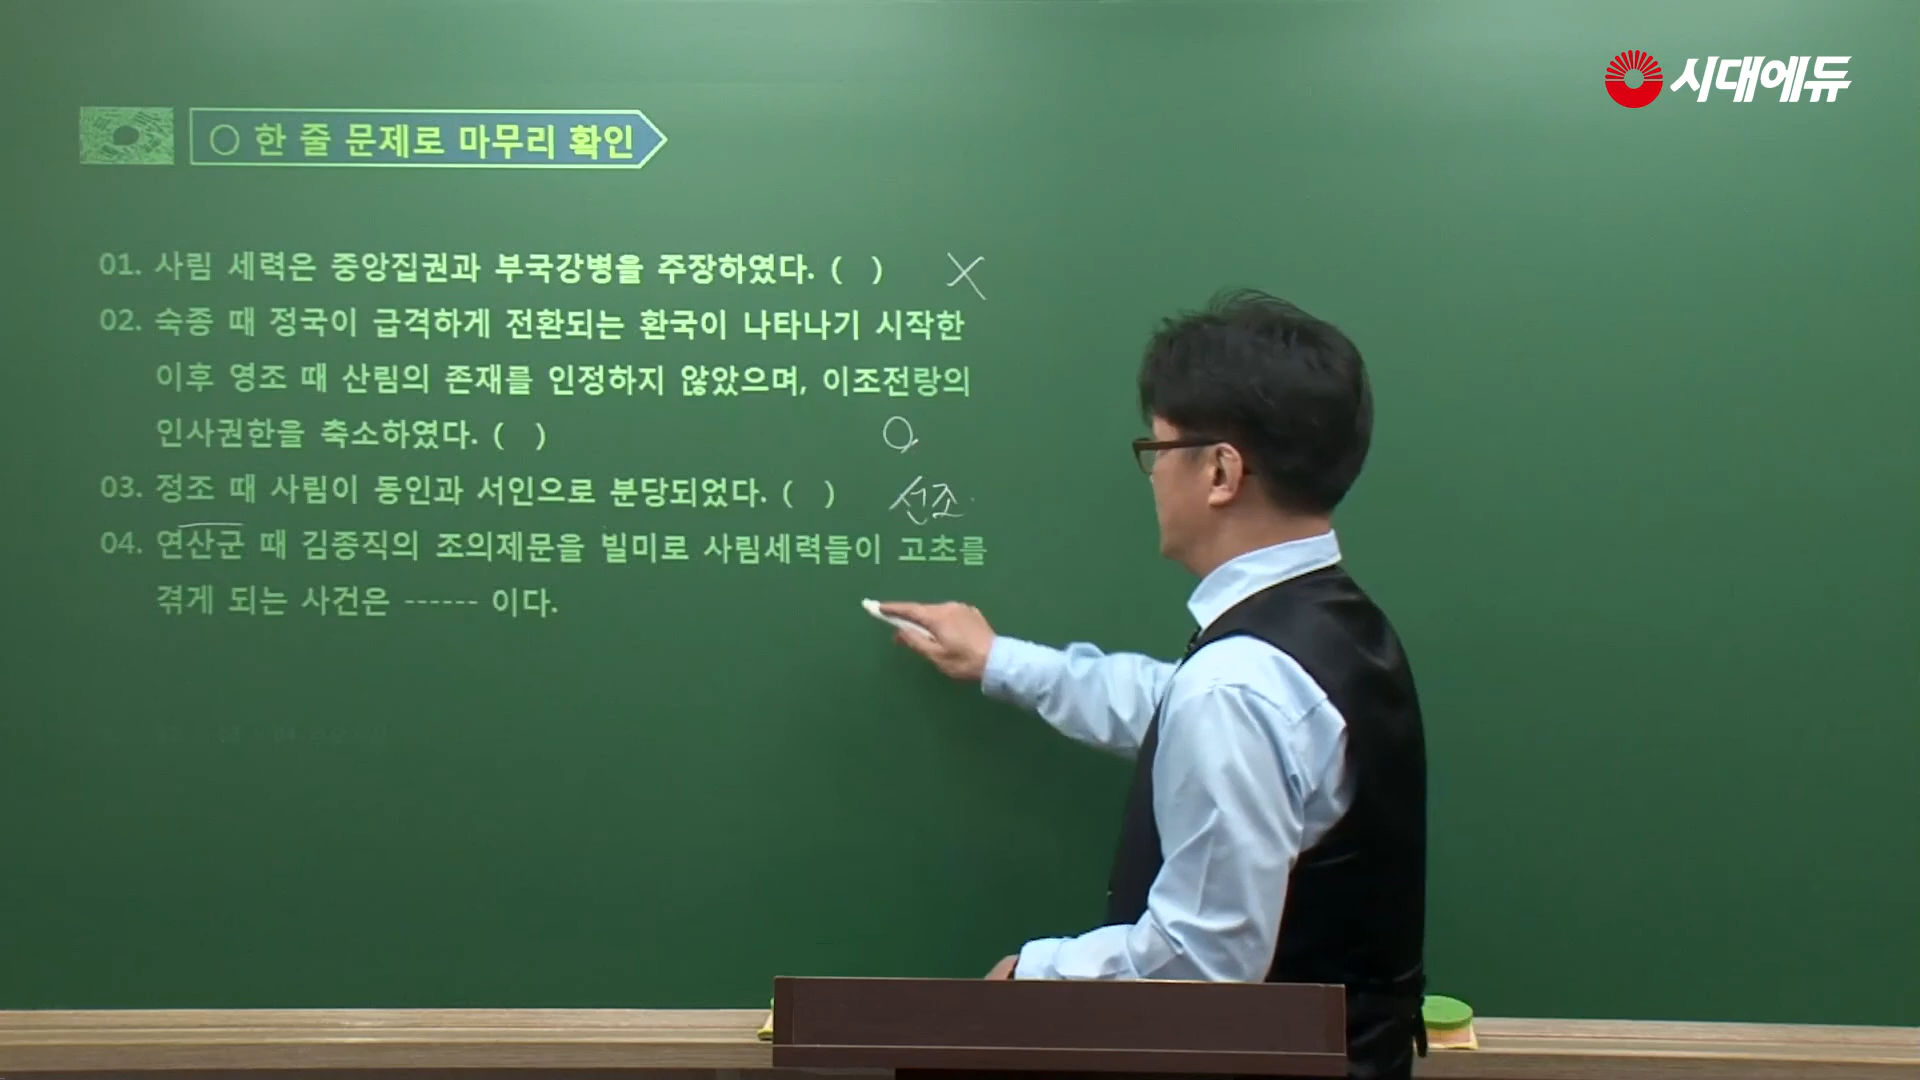 시대에듀
○ 한 줄 문제로 마무리 확인
01. 사림 세력은 중앙집권과 부국강병을 주장하였다. ( ) X
02. 숙종 때 정국이 급격하게 전환되는 환국이 나타나기 시작한
이후 영조 때 산림의 존재를 인정하지 않았으며, 이조전랑의
인사권한을 축소하였다. ( ) O
03. 정조 때 사림이 동인과 서인으로 분당되었다. ( ) 선조.
04. 연산군 때 김종직의 조의제문을 빌미로 사림세력들이 고초를
겪게 되는 사건은 ------ 이다.